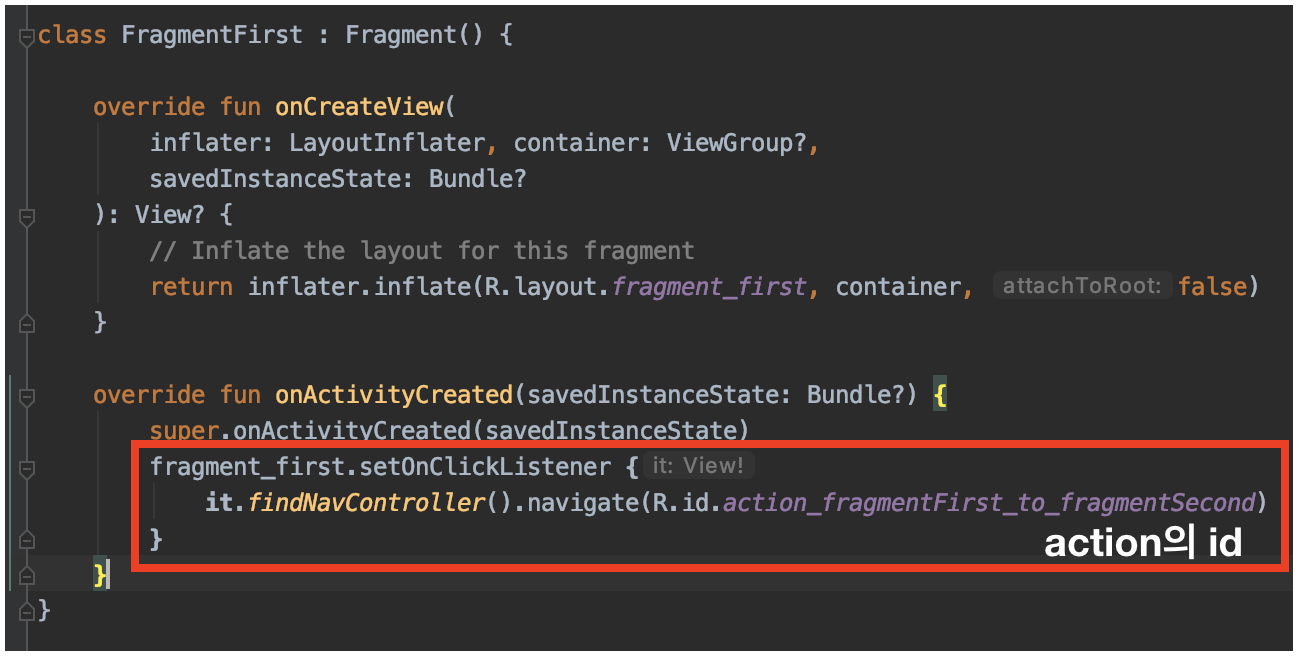 class FragmentFirst : Fragment() {
override fun onCreateView(
inflater: LayoutInflater, container: ViewGroup?,
savedInstanceState: Bundle?
): View? {
// Inflate the layout for this fragment
return inflater.inflate(R.layout.fragment_first, container, attachToRoot: false)
}
override fun onActivityCreated(savedInstanceState: Bundle?) {
super.onActivityCreated(savedInstanceState)
fragment_first.setOnClickListener { it: View!
it.findNavController().navigate(R.id.action_fragmentFirst_to_fragmentSecond)
}
action의 id
}
}